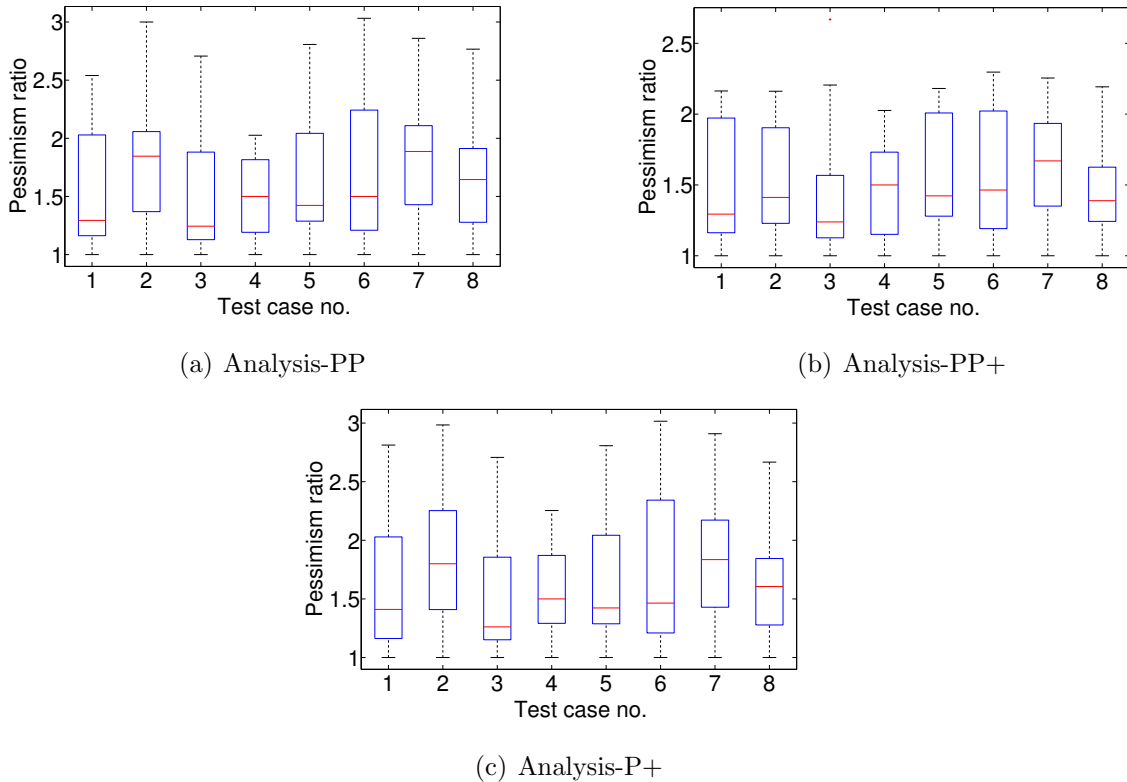 3
2.5
2
1.5
1
Pessimism ratio
1 2 3 4 5 6 7 8
Test case no.
(a) Analysis-PP
2.5
2
1.5
1
Pessimism ratio
1 2 3 4 5 6 7 8
Test case no.
(b) Analysis-PP+
3
2.5
2
1.5
1
Pessimism ratio
1 2 3 4 5 6 7 8
Test case no.
(c) Analysis-P+